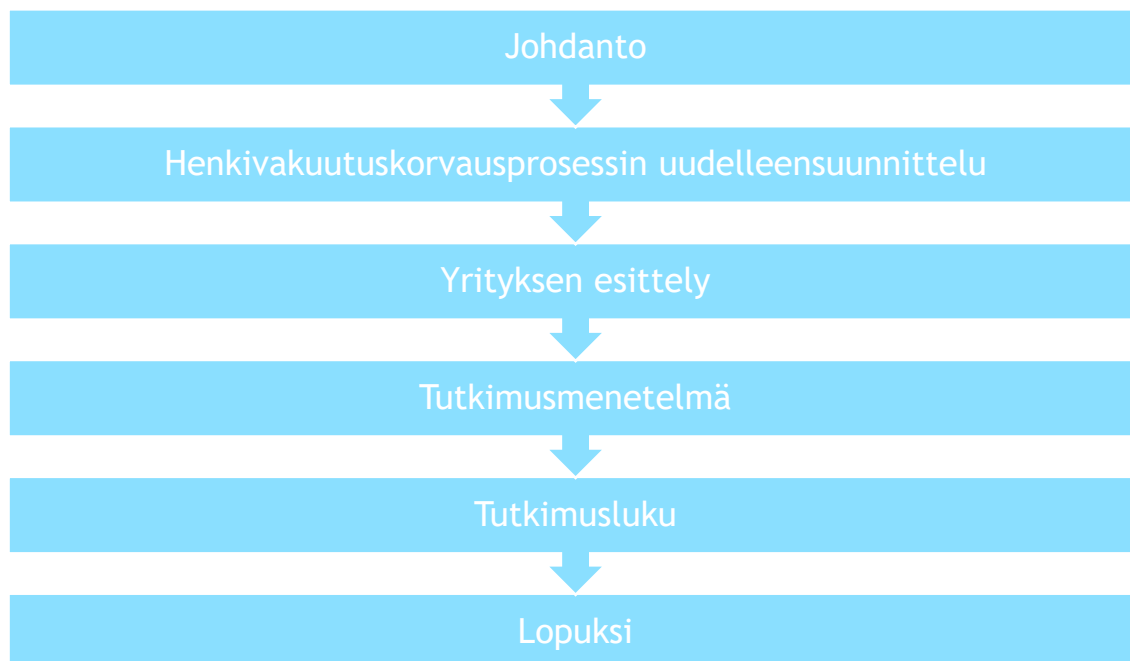 Johdanto
Henkivakuutuskorvausprosessin uudelleensuunnittelu
Yrityksen esittely
Tutkimusmenetelmä
Tutkimusluku
Lopuksi